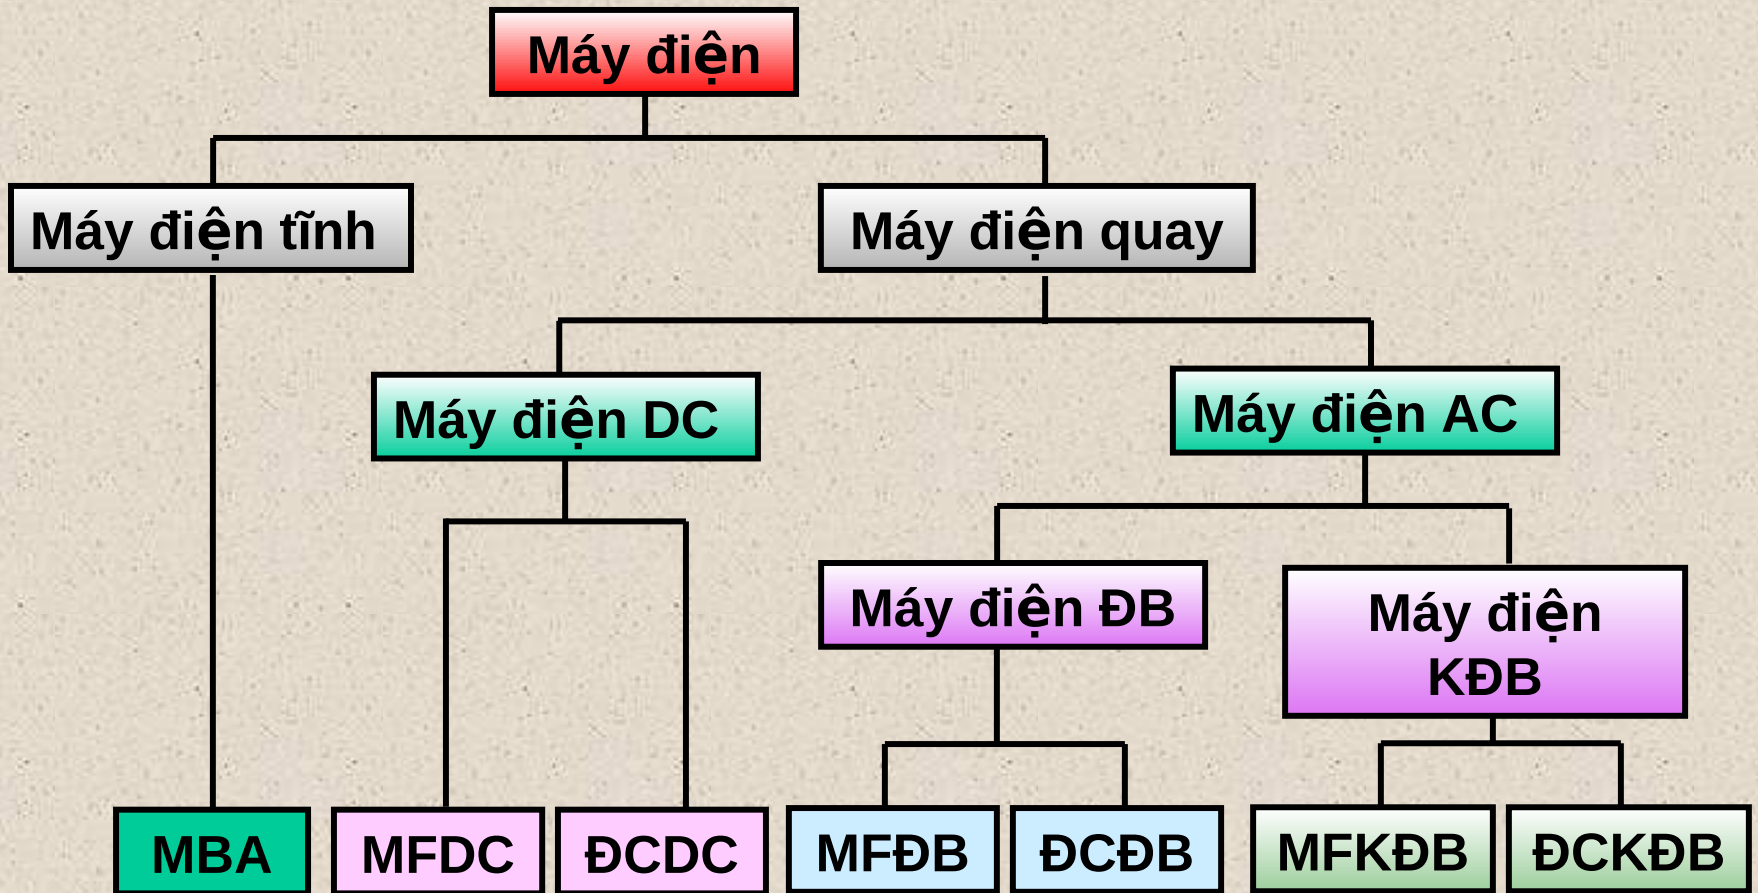 Máy điện
Máy điện tĩnh
Máy điện quay
Máy điện DC
Máy điện AC
Máy điện ĐB
Máy điện
KĐB
MBA
MFDC
ĐCDC
MFĐB
ĐCĐB
MFKĐB
ĐCKĐB